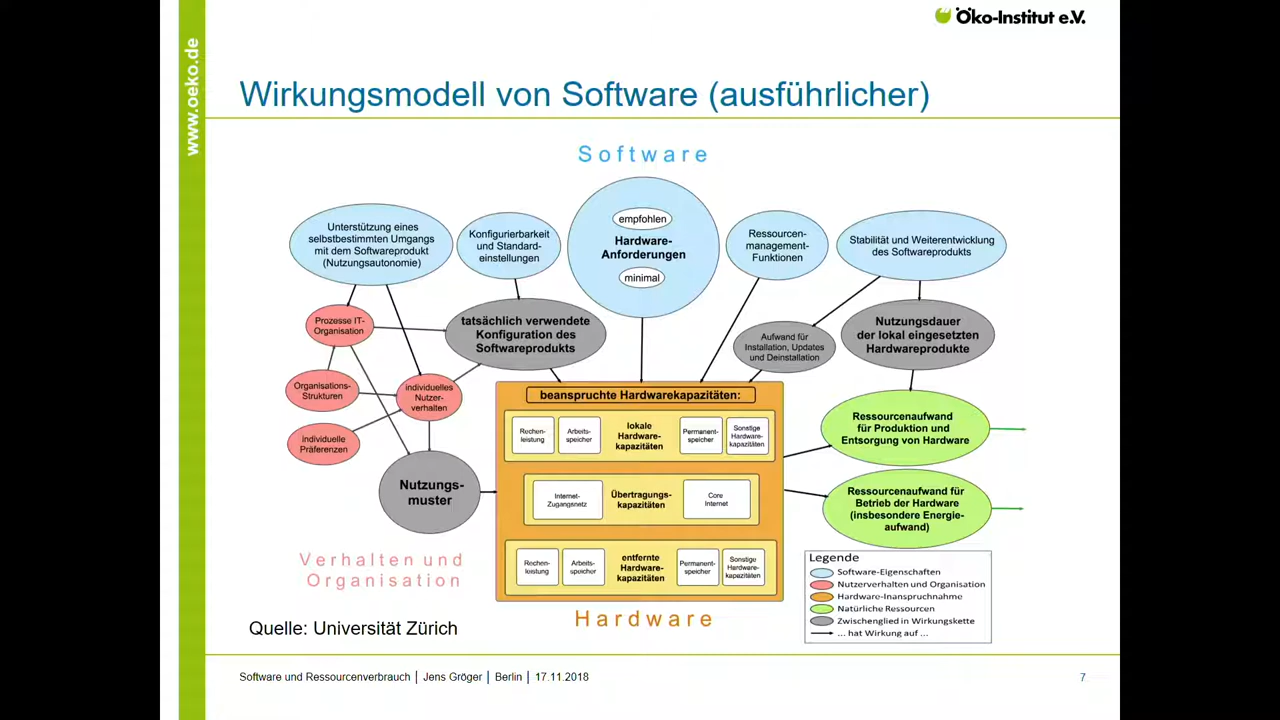 Öko-Institut e.V.
www.oeko.de
Wirkungsmodell von Software (ausführlicher)
Software
Unterstützung eines
selbstbestimmten Umgangs
mit dem Softwareprodukt
(Nutzungsautonomie)
Konfigurierbarkeit
und Standard-
einstellungen
empfohlen
Hardware-
Anforderungen
minimal
Ressourcen-
management-
Funktionen
Stabilität und Weiterentwicklung
des Softwareprodukts
Prozesse IT-
Organisation
tatsächlich verwendete
Konfiguration des
Softwareprodukts
Aufwand für
Installation, Updates
und Deinstallation
Nutzungsdauer
der lokal eingesetzten
Hardwareprodukte
Organisations-
Strukturen
individuelles
Nutzer-
verhalten
individuelle
Präferenzen
Nutzungs-
muster
beanspruchte Hardwarekapazitäten:
Rechen-
leistung
Arbeits-
speicher
lokale
Hardware-
kapazitäten
Permanent-
speicher
Sonstige
Hardware-
kapazitäten
Internet-
Zugangsnetz
Übertragungs-
kapazitäten
Core
Internet
Rechen-
leistung
Arbeits-
speicher
entfernte
Hardware-
kapazitäten
Permanent-
speicher
Sonstige
Hardware-
kapazitäten
Ressourcenaufwand
für Produktion und
Entsorgung von Hardware
Ressourcenaufwand für
Betrieb der Hardware
(insbesondere Energie-
aufwand)
Verhalten und
Organisation
Hardware
Legende
Software-Eigenschaften
Nutzerverhalten und Organisation
Hardware-Inanspruchnahme
Natürliche Ressourcen
Zwischenglied in Wirkungskette
... hat Wirkung auf ...
Quelle: Universität Zürich
Software und Ressourcenverbrauch │ Jens Gröger │ Berlin │ 17.11.2018
7